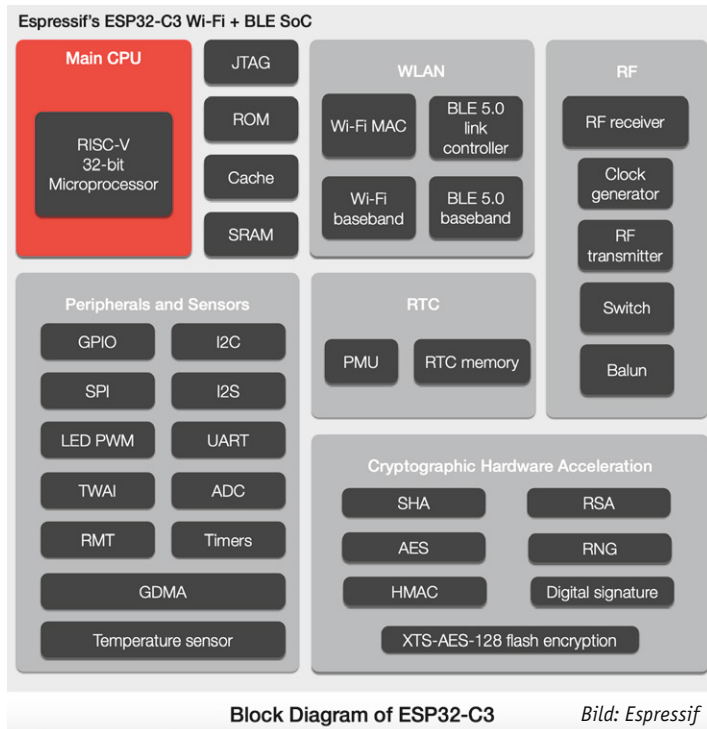 Espressif's ESP32-C3 Wi-Fi + BLE SoC
Main CPU
RISC-V
32-bit
Microprocessor
JTAG
ROM
Cache
SRAM
WLAN
Wi-Fi MAC
BLE 5.0
link
controller
Wi-Fi
baseband
BLE 5.0
baseband
RF
RF receiver
Clock
generator
RF
transmitter
Switch
Balun
Peripherals and Sensors
GPIO
I2C
SPI
I2S
LED PWM
UART
TWAI
ADC
RMT
Timers
GDMA
Temperature sensor
RTC
PMU
RTC memory
Cryptographic Hardware Acceleration
SHA
RSA
AES
RNG
HMAC
Digital signature
XTS-AES-128 flash encryption
Block Diagram of ESP32-C3
Bild: Espressif